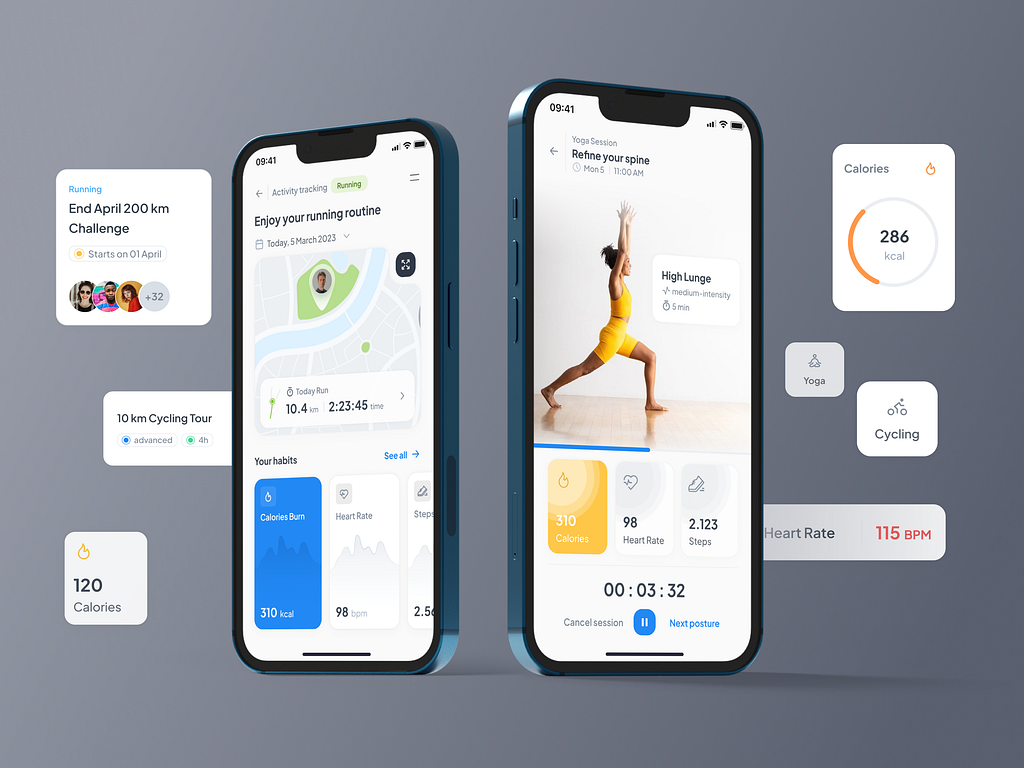 Running
End April 200 km
Challenge
Starts on 01 April
+32
10 km Cycling Tour
advanced
4h
120
Calories
09:41
Activity tracking
Running
Enjoy your running routine
Today, 5 March 2023
Today Run
10.4 km
2:23:45 time
Your habits
See all
Calories Burn
310 kcal
Heart Rate
98 bpm
Steps
09:41
Yoga Session
Refine your spine
Mon 5
11:00 AM
High Lunge
medium-intensity
5 min
310
Calories
98
Heart Rate
2.123
Steps
00 : 03 : 32
Cancel session
Next posture
Calories
286
kcal
Yoga
Cycling
Heart Rate
115 BPM